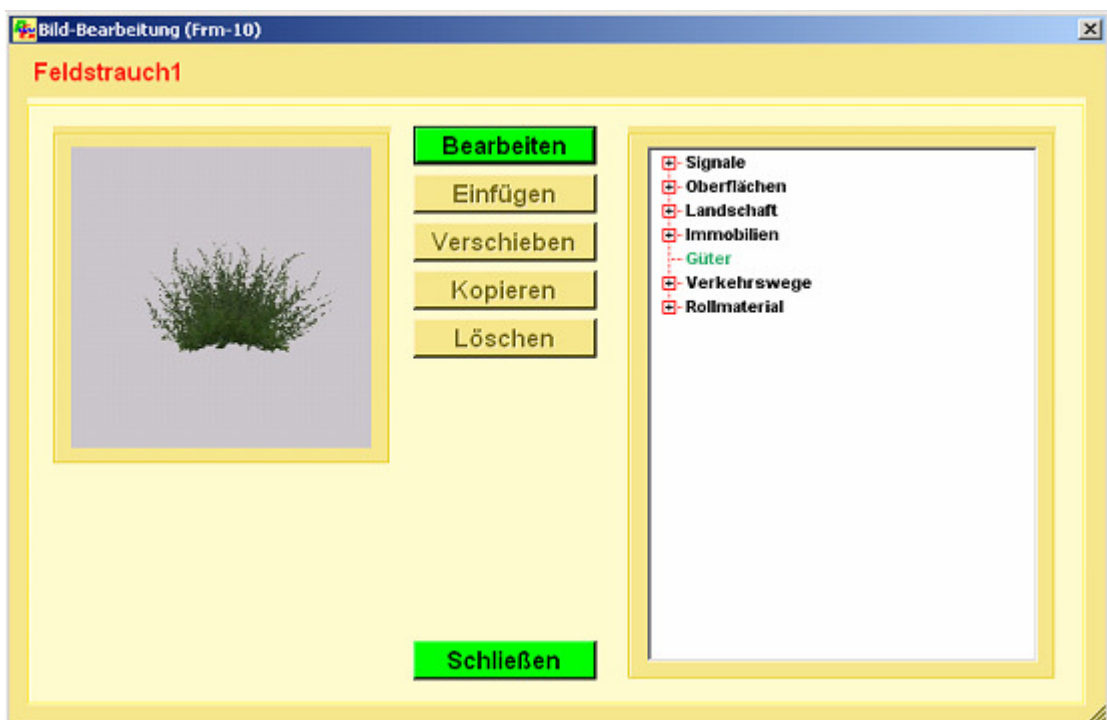 Bild-Bearbeitung (Frm-10)
Feldstrauch1
Bearbeiten
Einfügen
Verschieben
Kopieren
Löschen
Schließen
Signale
Oberflächen
Landschaft
Immobilien
Güter
Verkehrswege
Rollmaterial